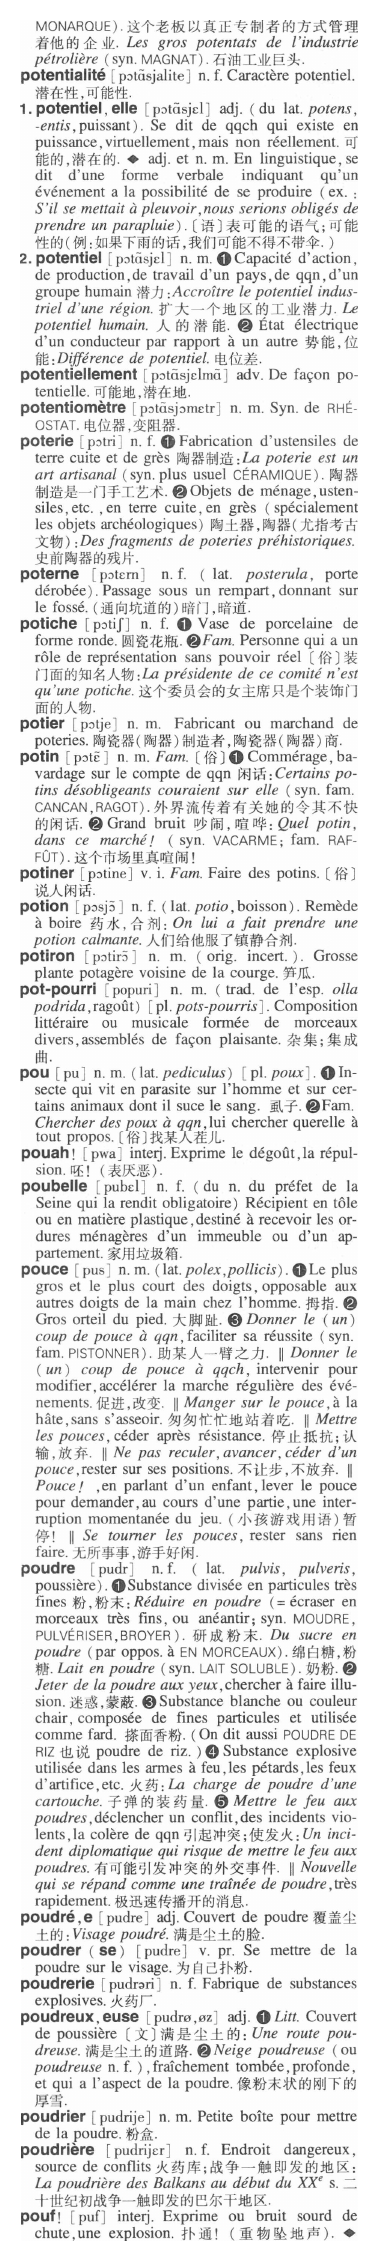 MONARQUE). 这个老板以真正专制者的方式管理
着他的企业. Les gros potentats de l'industrie
pétrolière (syn. MAGNAT). 石油工业巨头.
potentialité [pɔtɑ̃sjalite] n. f. Caractère potentiel.
潜在性,可能性.
1. potentiel, elle [pɔtɑ̃sjɛl] adj. (du lat. potens,
-entis, puissant). Se dit de qqch qui existe en
puissance, virtuellement, mais non réellement. 可
能的,潜在的. ◆ adj. et n. m. En linguistique, se
dit d'une forme verbale indiquant qu'un
événement a la possibilité de se produire (ex. :
S'il se mettait à pleuvoir, nous serions obligés de
prendre un parapluie). 〔语〕表可能的语气;可能
性的(例:如果下雨的话,我们可能不得不带伞. )
2. potentiel [pɔtɑ̃sjɛl] n. m. ❶ Capacité d'action,
de production, de travail d'un pays, de qqn, d'un
groupe humain 潜力: Accroître le potentiel indus-
triel d'une région. 扩大一个地区的工业潜力. Le
potentiel humain. 人的潜能. ❷ État électrique
d'un conducteur par rapport à un autre 势能,位
能: Différence de potentiel. 电位差.
potentiellement [pɔtɑ̃sjɛlmɑ̃] adv. De façon po-
tentielle. 可能地,潜在地.
potentiomètre [pɔtɑ̃sjɔmɛtr] n. m. Syn. de RHÉ-
OSTAT. 电位器,变阻器.
poterie [pɔtri] n. f. ❶ Fabrication d'ustensiles de
terre cuite et de grès 陶器制造: La poterie est un
art artisanal (syn. plus usuel CÉRAMIQUE). 陶器
制造是一门手工艺术. ❷ Objets de ménage, usten-
siles, etc. , en terre cuite, en grès (spécialement
les objets archéologiques) 陶土器,陶器(尤指考古
文物): Des fragments de poteries préhistoriques.
史前陶器的残片.
poterne [pɔtɛrn] n. f. ( lat. posterula, porte
dérobée). Passage sous un rempart, donnant sur
le fossé. (通向坑道的)暗门,暗道.
potiche [pɔtiʃ] n. f. ❶ Vase de porcelaine de
forme ronde. 圆瓷花瓶. ❷ Fam. Personne qui a un
rôle de représentation sans pouvoir réel 〔俗〕装
门面的知名人物: La présidente de ce comité n'est
qu'une potiche. 这个委员会的女主席只是个装饰门
面的人物.
potier [pɔtje] n. m. Fabricant ou marchand de
poteries. 陶瓷器(陶器)制造者,陶瓷器(陶器)商.
potin [pɔtɛ̃] n. m. Fam. 〔俗〕❶ Commérage, ba-
vardage sur le compte de qqn 闲话: Certains po-
tins désobligeants couraient sur elle (syn. fam.
CANCAN, RAGOT). 外界流传着有关她的令其不快
的闲话. ❷ Grand bruit 吵闹,喧哗: Quel potin,
dans ce marché! ( syn. VACARME; fam. RAF-
FÛT). 这个市场里真喧闹!
potiner [pɔtine] v. i. Fam. Faire des potins. 〔俗〕
说人闲话.
potion [pɔsjɔ̃] n. f. (lat. potio, boisson). Remède
à boire 药水,合剂: On lui a fait prendre une
potion calmante. 人们给他服了镇静合剂.
potiron [pɔtirɔ̃] n. m. (orig. incert.). Grosse
plante potagère voisine de la courge. 笋瓜.
pot-pourri [popuri] n. m. (trad. de l'esp. olla
podrida, ragoût) [pl. pots-pourris]. Composition
littéraire ou musicale formée de morceaux
divers, assemblés de façon plaisante. 杂集;集成
曲.
pou [pu] n. m. (lat. pediculus) [pl. poux]. ❶ In-
secte qui vit en parasite sur l'homme et sur cer-
tains animaux dont il suce le sang. 虱子. ❷ Fam.
Chercher des poux à qqn, lui chercher querelle à
tout propos. 〔俗〕找某人茬儿.
pouah! [pwa] interj. Exprime le dégoût, la répul-
sion. 呸! (表厌恶).
poubelle [pubɛl] n. f. (du n. du préfet de la
Seine qui la rendit obligatoire) Récipient en tôle
ou en matière plastique, destiné à recevoir les or-
dures ménagères d'un immeuble ou d'un ap-
partement. 家用垃圾箱.
pouce [pus] n. m. (lat. polex, pollicis). ❶ Le plus
gros et le plus court des doigts, opposable aux
autres doigts de la main chez l'homme. 拇指. ❷
Gros orteil du pied. 大脚趾. ❸ Donner le (un)
coup de pouce à qqn, faciliter sa réussite (syn.
fam. PISTONNER). 助某人一臂之力. ‖ Donner le
(un) coup de pouce à qqch, intervenir pour
modifier, accélérer la marche régulière des évé-
nements. 促进,改变. ‖ Manger sur le pouce, à la
hâte, sans s'asseoir. 匆匆忙忙地站着吃. ‖ Mettre
les pouces, céder après résistance. 停止抵抗;认
输,放弃. ‖ Ne pas reculer, avancer, céder d'un
pouce, rester sur ses positions. 不让步,不放弃. ‖
Pouce! , en parlant d'un enfant, lever le pouce
pour demander, au cours d'une partie, une inter-
ruption momentanée du jeu. (小孩游戏用语)暂
停! ‖ Se tourner les pouces, rester sans rien
faire. 无所事事,游手好闲.
poudre [pudr] n. f. ( lat. pulvis, pulveris,
poussière). ❶ Substance divisée en particules très
fines 粉,粉末: Réduire en poudre (= écraser en
morceaux très fins, ou anéantir; syn. MOUDRE,
PULVÉRISER, BROYER). 研成粉末. Du sucre en
poudre (par oppos. à EN MORCEAUX). 绵白糖,粉
糖. Lait en poudre (syn. LAIT SOLUBLE). 奶粉. ❷
Jeter de la poudre aux yeux, chercher à faire illu-
sion. 迷惑,蒙蔽. ❸ Substance blanche ou couleur
chair, composée de fines particules et utilisée
comme fard. 搽面香粉. (On dit aussi POUDRE DE
RIZ 也说 poudre de riz. ) ❹ Substance explosive
utilisée dans les armes à feu, les pétards, les feux
d'artifice, etc. 火药: La charge de poudre d'une
cartouche. 子弹的装药量. ❺ Mettre le feu aux
poudres, déclencher un conflit, des incidents vio-
lents, la colère de qqn 引起冲突;使发火: Un inci-
dent diplomatique qui risque de mettre le feu aux
poudres. 有可能引发冲突的外交事件. ‖ Nouvelle
qui se répand comme une traînée de poudre, très
rapidement. 极迅速传播开的消息.
poudré, e [pudre] adj. Couvert de poudre 覆盖尘
土的: Visage poudré. 满是尘土的脸.
poudrer (se) [pudre] v. pr. Se mettre de la
poudre sur le visage. 为自己扑粉.
poudrerie [pudrəri] n. f. Fabrique de substances
explosives. 火药厂.
poudreux, euse [pudrø, øz] adj. ❶ Litt. Couvert
de poussière 〔文〕满是尘土的: Une route pou-
dreuse. 满是尘土的道路. ❷ Neige poudreuse (ou
poudreuse n. f. ), fraîchement tombée, profonde,
et qui a l'aspect de la poudre. 像粉末状的刚下的
厚雪.
poudrier [pudrije] n. m. Petite boîte pour mettre
de la poudre. 粉盒.
poudrière [pudrijɛr] n. f. Endroit dangereux,
source de conflits 火药库;战争一触即发的地区:
La poudrière des Balkans au début du XXe s. 二
十世纪初战争一触即发的巴尔干地区.
pouf! [puf] interj. Exprime ou bruit sourd de
chute, une explosion. 扑通! (重物坠地声). ◆